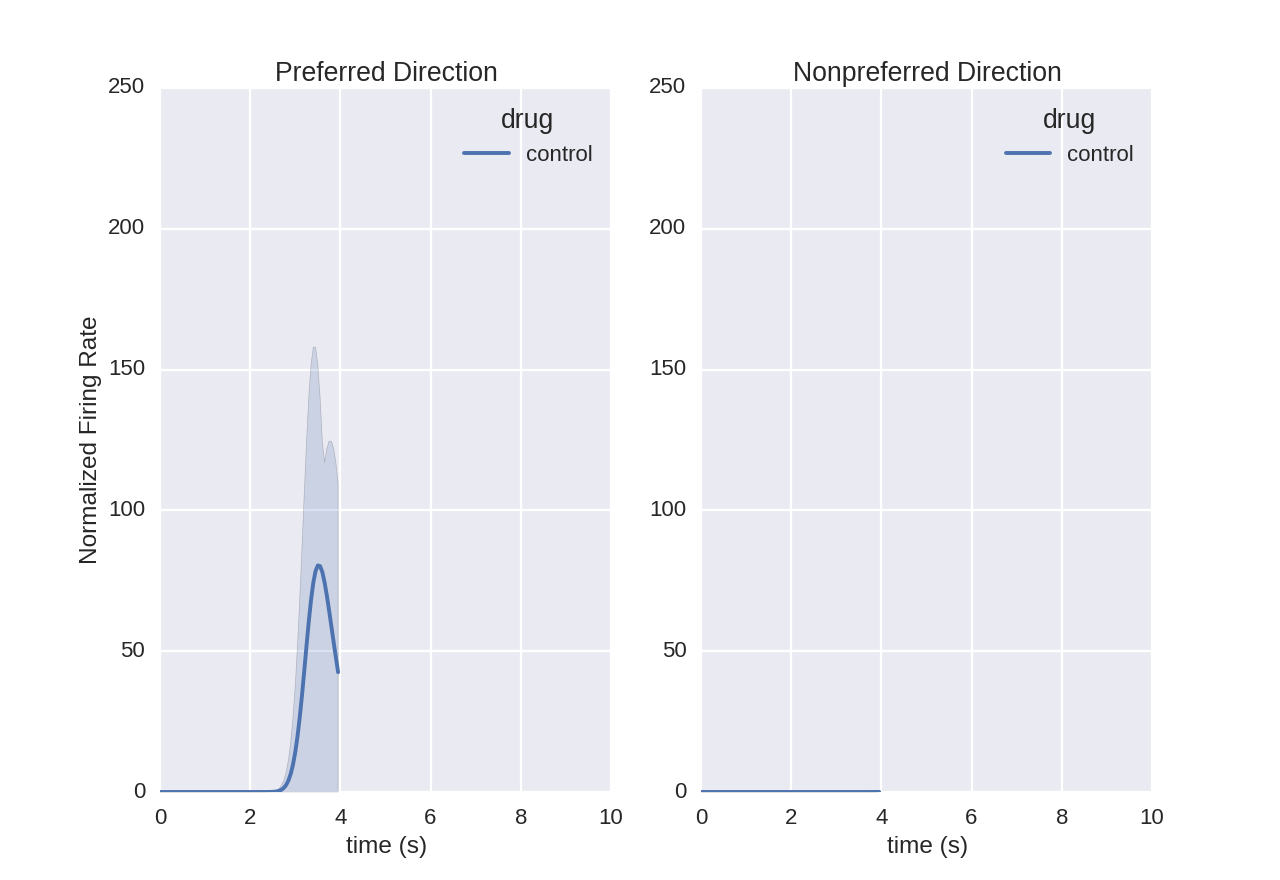 Preferred Direction
250
200
150
100
50
0
0 2 4 6 8 10
time (s)
Normalized Firing Rate
drug
control
Nonpreferred Direction
250
200
150
100
50
0
0 2 4 6 8 10
time (s)
drug
control